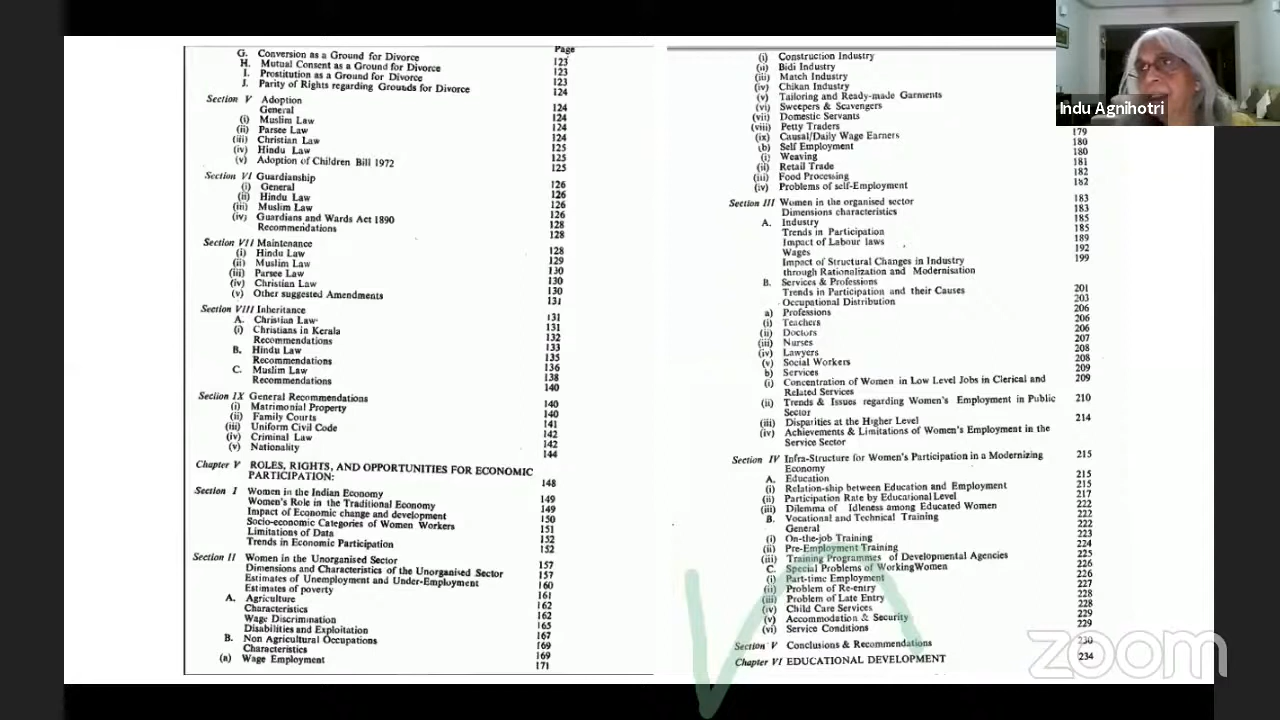 Page
G. Conversion as a Ground for Divorce 123
H. Mutual Consent as a Ground for Divorce 123
I. Prostitution as a Ground for Divorce 123
J. Parity of Rights regarding Grounds for Divorce 124
Section V Adoption 124
General 124
(i) Muslim Law 124
(ii) Parsee Law 124
(iii) Christian Law 125
(iv) Hindu Law 125
(v) Adoption of Children Bill 1972 125
Section VI Guardianship 126
(i) General 126
(ii) Hindu Law 126
(iii) Muslim Law 126
(iv) Guardians and Wards Act 1890 128
Recommendations 128
Section VII Maintenance 128
(i) Hindu Law 129
(ii) Muslim Law 130
(iii) Parsee Law 130
(iv) Christian Law 130
(v) Other suggested Amendments 131
Section VIII Inheritance 131
A. Christian Law 131
(i) Christians in Kerala 132
Recommendations 133
B. Hindu Law 135
Recommendations 136
C. Muslim Law 138
Recommendations 140
Section IX General Recommendations 140
(i) Matrimonial Property 140
(ii) Family Courts 141
(iii) Uniform Civil Code 142
(iv) Criminal Law 142
(v) Nationality 144
Chapter V ROLES, RIGHTS, AND OPPORTUNITIES FOR ECONOMIC
PARTICIPATION: 148
Section I Women in the Indian Economy 149
Women's Role in the Traditional Economy 149
Impact of Economic change and development 150
Socio-economic Categories of Women Workers 151
Limitations of Data 152
Trends in Economic Participation 152
Section II Women in the Unorganised Sector 157
Dimensions and Characteristics of the Unorganised Sector 157
Estimates of Unemployment and Under-Employment 160
Estimates of poverty 161
A. Agriculture 162
Characteristics 162
Wage Discrimination 165
Disabilities and Exploitation 167
B. Non Agricultural Occupations 169
Characteristics 169
(a) Wage Employment 171
(i) Construction Industry
(ii) Bidi Industry
(iii) Match Industry
(iv) Chikan Industry
(v) Tailoring and Ready-made Garments
(vi) Sweepers & Scavengers
(vii) Domestic Servants
(viii) Petty Traders
(ix) Causal/Daily Wage Earners 179
(b) Self Employment 180
(i) Weaving 180
(ii) Retail Trade 181
(iii) Food Processing 182
(iv) Problems of self-Employment 182
Section III Women in the organised sector 183
Dimensions characteristics 183
A. Industry 185
Trends in Participation 185
Impact of Labour laws 189
Wages 192
Impact of Structural Changes in Industry 199
through Rationalization and Modernisation
B. Services & Professions
Trends in Participation and their Causes 201
Occupational Distribution 203
a) Professions 206
(i) Teachers 206
(ii) Doctors 206
(iii) Nurses 207
(iv) Lawyers 208
(v) Social Workers 208
b) Services 209
(i) Concentration of Women in Low Level Jobs in Clerical and 209
Related Services
(ii) Trends & Issues regarding Women's Employment in Public 210
Sector
(iii) Disparities at the Higher Level 214
(iv) Achievements & Limitations of Women's Employment in the
Service Sector
Section IV Infra-Structure for Women's Participation in a Modernizing 215
Economy
A. Education 215
(i) Relation-ship between Education and Employment 215
(ii) Participation Rate by Educational Level 217
(iii) Dilemma of Idleness among Educated Women 222
B. Vocational and Technical Training 222
General 222
(i) On-the-job Training 223
(ii) Pre-Employment Training 224
(iii) Training Programmes of Developmental Agencies 225
C. Special Problems of WorkingWomen 226
(i) Part-time Employment 226
(ii) Problem of Re-entry 227
(iii) Problem of Late Entry 228
(iv) Child Care Services 228
(v) Accommodation & Security 229
(vi) Service Conditions 229
Section V Conclusions & Recommendations 230
Chapter VI EDUCATIONAL DEVELOPMENT 234
Indu Agnihotri
zoom